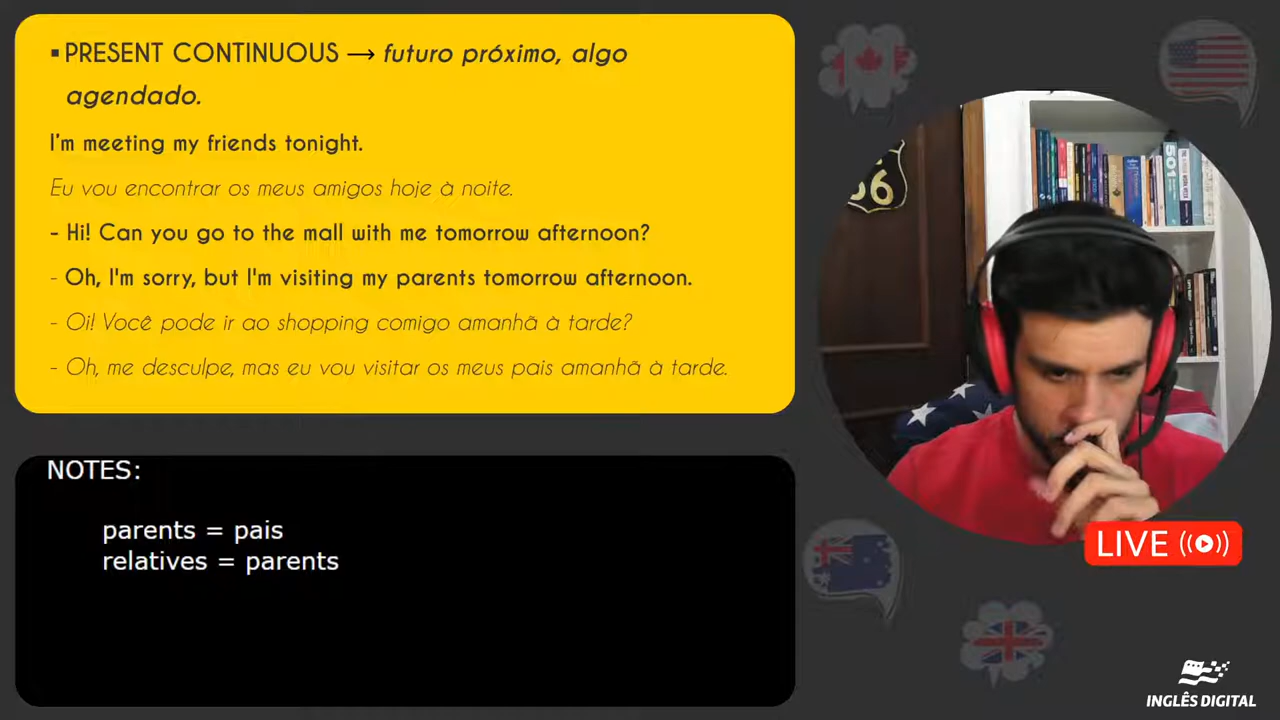 ▪ PRESENT CONTINUOUS → futuro próximo, algo
agendado.
I'm meeting my friends tonight.
Eu vou encontrar os meus amigos hoje à noite.
- Hi! Can you go to the mall with me tomorrow afternoon?
- Oh, I'm sorry, but I'm visiting my parents tomorrow afternoon.
- Oi! Você pode ir ao shopping comigo amanhã à tarde?
- Oh, me desculpe, mas eu vou visitar os meus pais amanhã à tarde.
NOTES:
parents = pais
relatives = parents
66
501
LIVE
INGLÊS DIGITAL